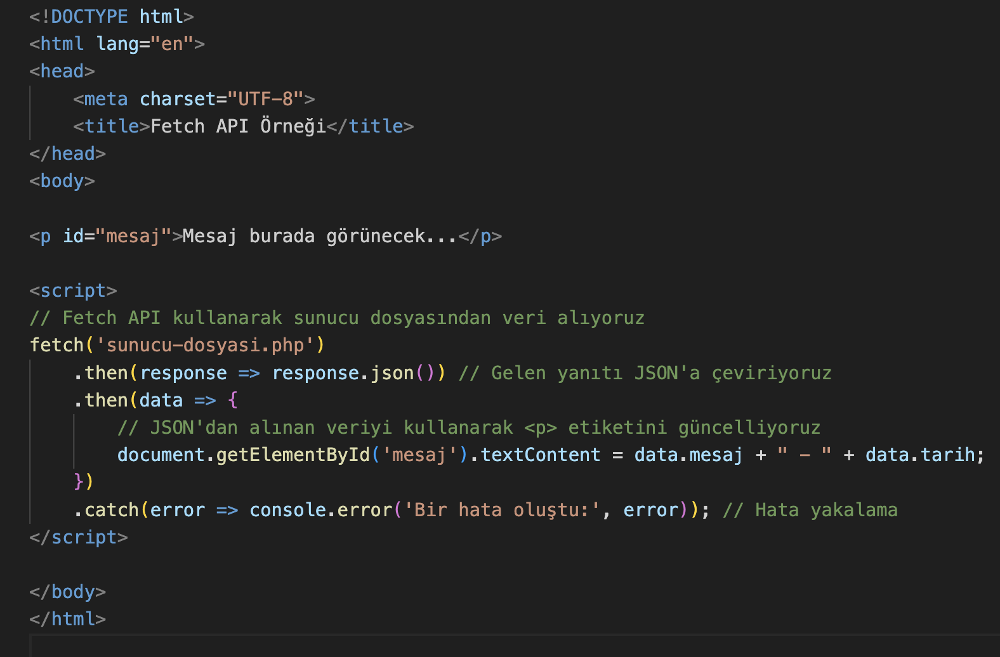 <!DOCTYPE html>
<html lang="en">
<head>
    <meta charset="UTF-8">
    <title>Fetch API Örneği</title>
</head>
<body>

<p id="mesaj">Mesaj burada görünecek...</p>

<script>
// Fetch API kullanarak sunucu dosyasından veri alıyoruz
fetch('sunucu-dosyasi.php')
    .then(response => response.json()) // Gelen yanıtı JSON'a çeviriyoruz
    .then(data => {
        // JSON'dan alınan veriyi kullanarak <p> etiketini güncelliyoruz
        document.getElementById('mesaj').textContent = data.mesaj + " - " + data.tarih;
    })
    .catch(error => console.error('Bir hata oluştu:', error)); // Hata yakalama
</script>

</body>
</html>